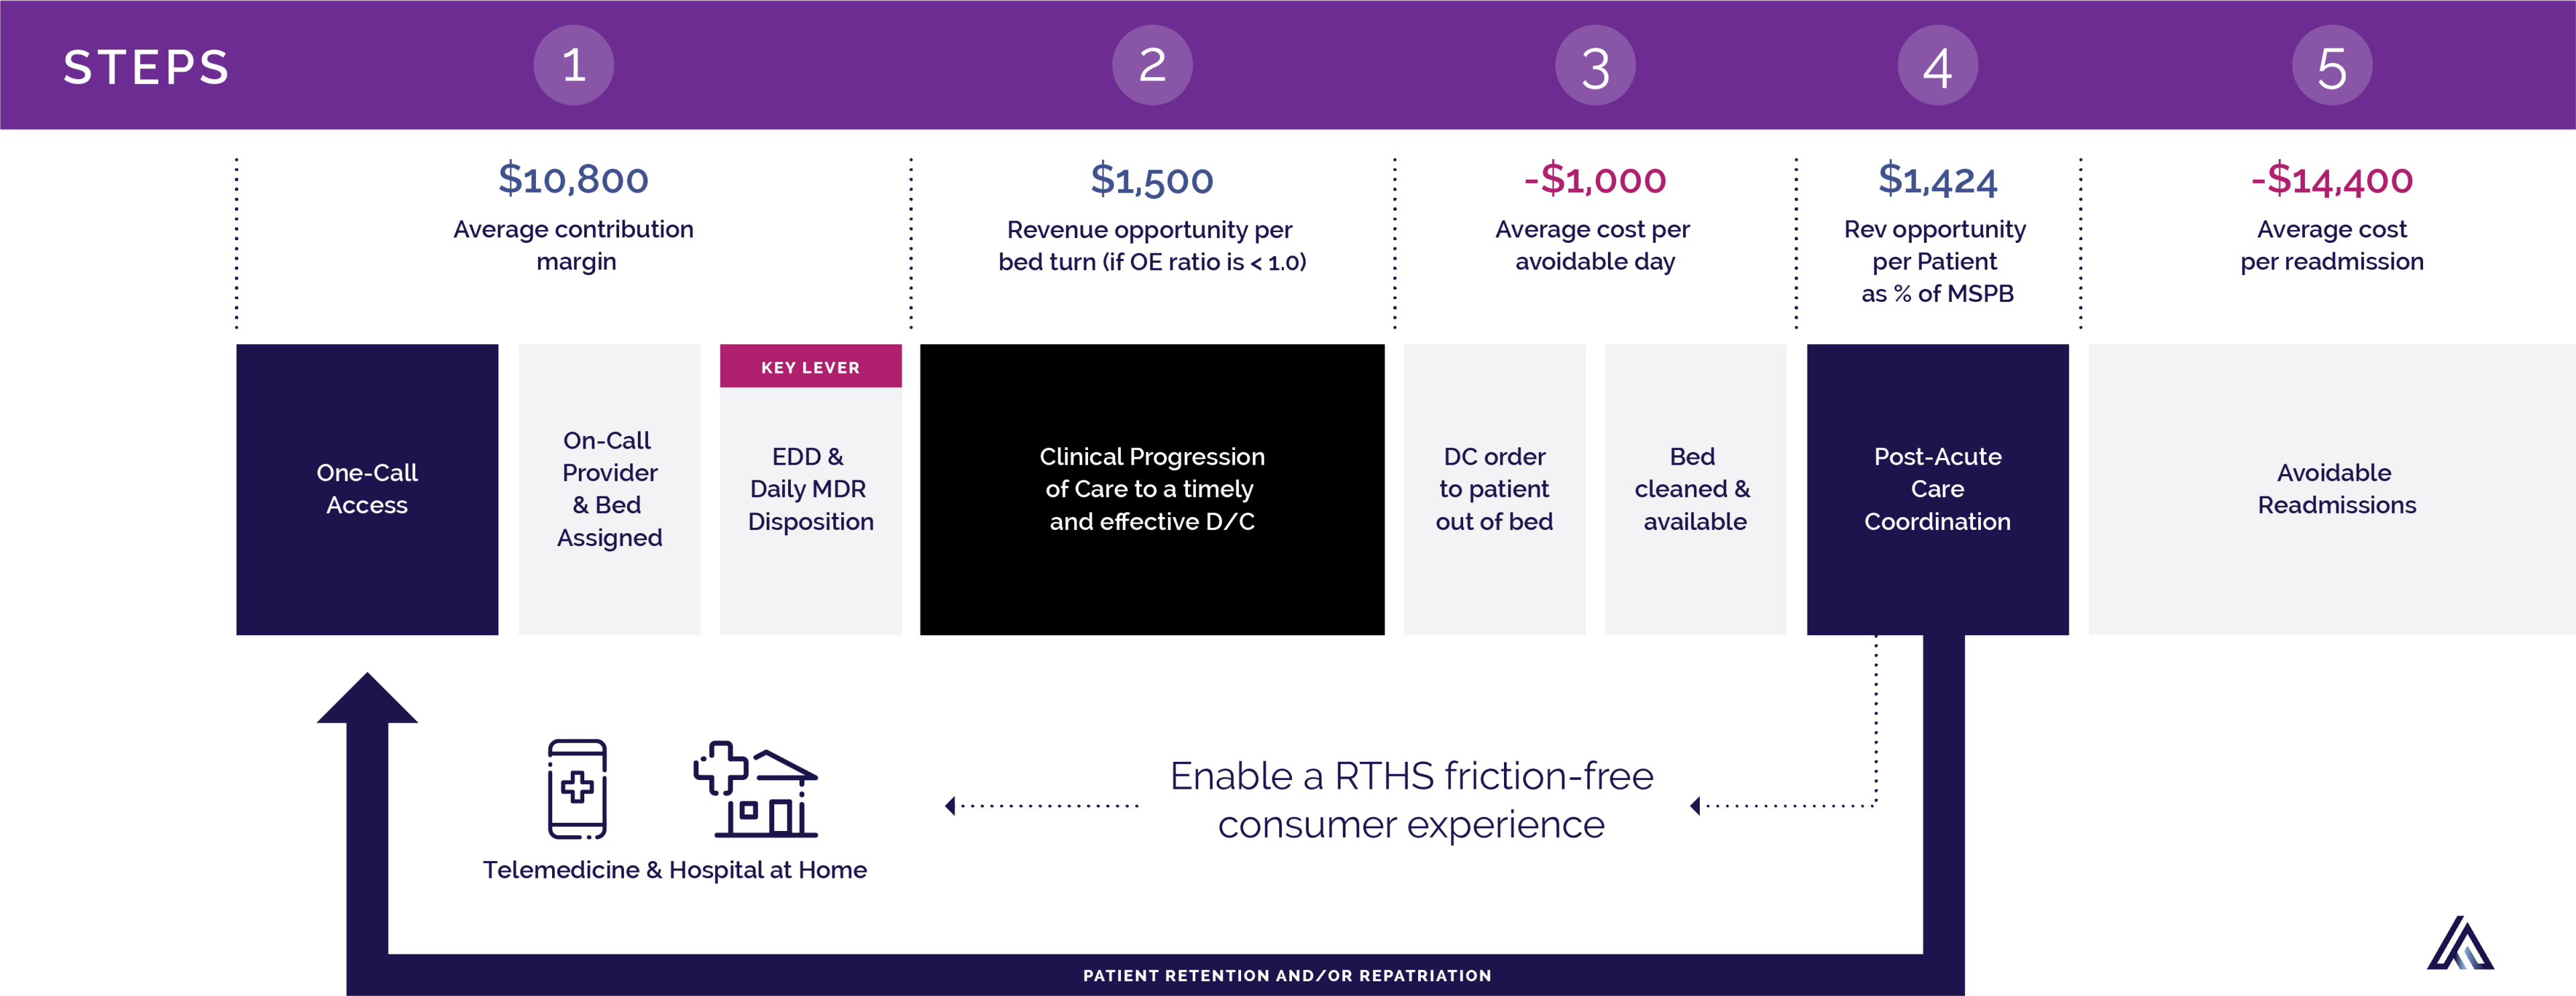 STEPS
1
2
3
4
5
$10,800
Average contribution
margin
$1,500
Revenue opportunity per
bed turn (if OE ratio is < 1.0)
-$1,000
Average cost per
avoidable day
$1,424
Rev opportunity
per Patient
as % of MSPB
-$14,400
Average cost
per readmission
One-Call
Access
On-Call
Provider
& Bed
Assigned
KEY LEVER
EDD &
Daily MDR
Disposition
Clinical Progression
of Care to a timely
and effective D/C
DC order
to patient
out of bed
Bed
cleaned &
available
Post-Acute
Care
Coordination
Avoidable
Readmissions
Enable a RTHS friction-free
consumer experience
Telemedicine & Hospital at Home
PATIENT RETENTION AND/OR REPATRIATION